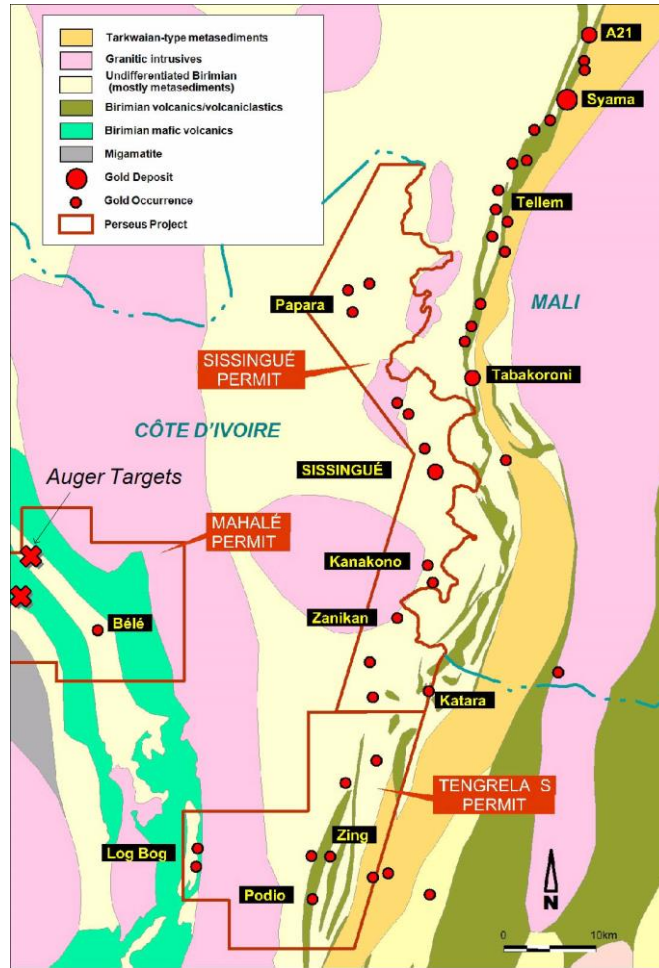 Tarkwaian-type metasediments
Granitic intrusives
Undifferentiated Birimian
(mostly metasediments)
Birimian volcanics/volcaniclastics
Birimian mafic volcanics
Migamatite
Gold Deposit
Gold Occurrence
Perseus Project
A21
Syama
Tellem
Papara
MALI
SISSINGUÉ
PERMIT
Tabakoroni
CÔTE D'IVOIRE
SISSINGUÉ
Auger Targets
MAHALÉ
PERMIT
Kanakono
Bélé
Zanikan
Katara
TENGRELA S
PERMIT
Zing
Log Bog
Podio
N
0 10km